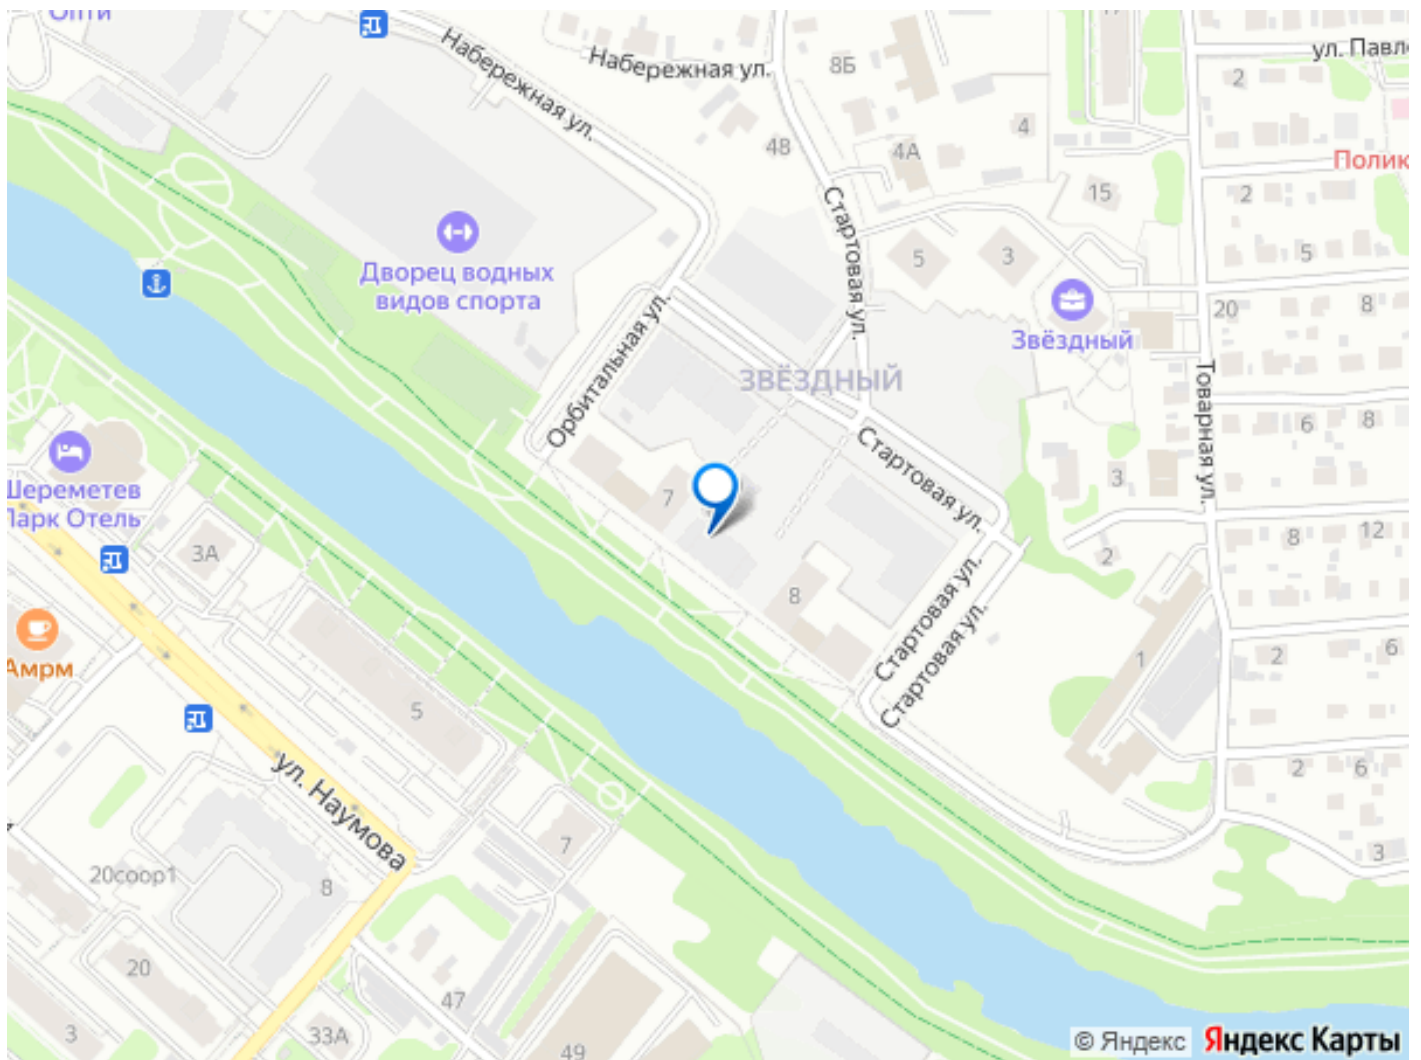 Опти
Набережная ул.
Набережная ул.
8Б
ул. Павл
2
4
4А
48
Полик
Стартовая ул.
15
2
Дворец водных
видов спорта
5
3
5
Звёздный
20
8
Орбитальная ул.
ЗВЁЗДНЫЙ
Товарная ул.
6
8
Шереметев
Парк Отель
Стартовая ул.
3
7
3А
2
8
12
Амрм
8
Стартовая ул.
Стартовая ул.
1
2
6
5
ул. Наумова
2
6
7
3
20соор1
8
20
47
3
33А
49
© Яндекс
Яндекс Карты